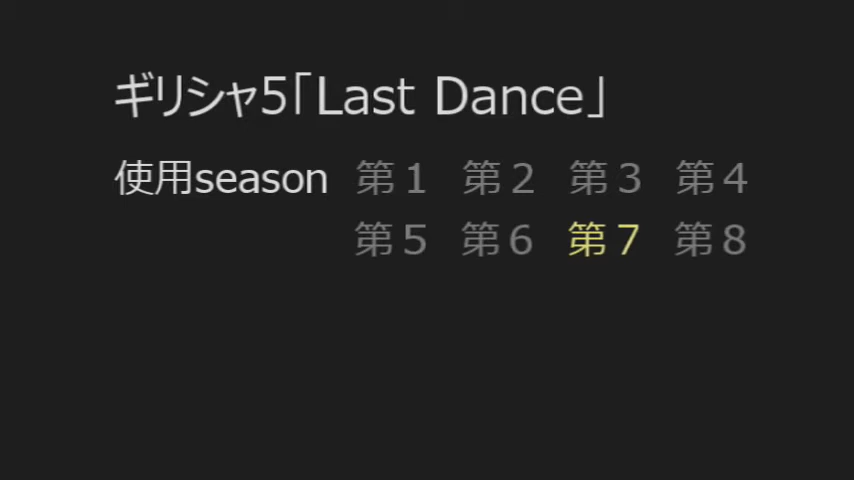 ギリシャ5「Last Dance」
使用season 第１ 第２ 第３ 第４
第５ 第６ 第７ 第８